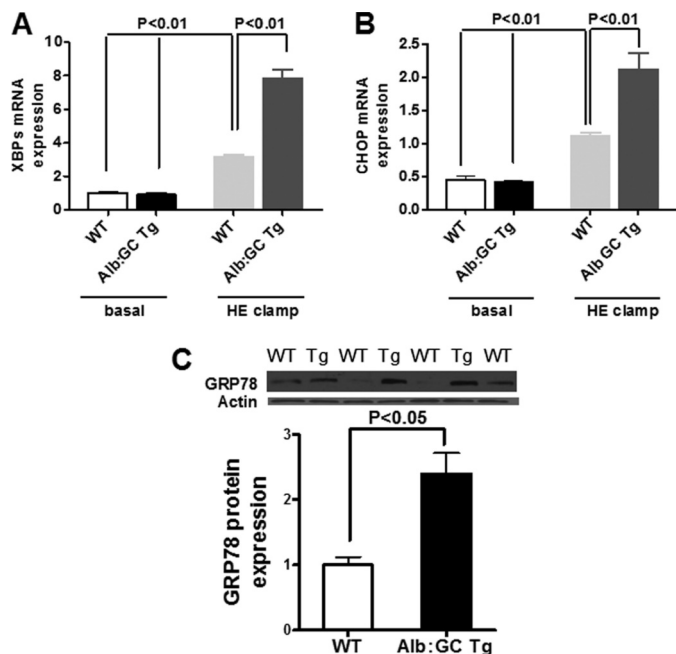 A
P<0.01
P<0.01
XBPs mRNA
expression
10
8
6
4
2
0
WT
Alb:GC Tg
WT
Alb:GC Tg
basal
HE clamp
B
P<0.01
P<0.01
CHOP mRNA
expression
2.5
2.0
1.5
1.0
0.5
0.0
WT
Alb:GC Tg
WT
Alb GC Tg
basal
HE clamp
C
WT Tg WT Tg WT Tg WT
GRP78
Actin
P<0.05
GRP78 protein
expression
3
2
1
0
WT
Alb:GC Tg